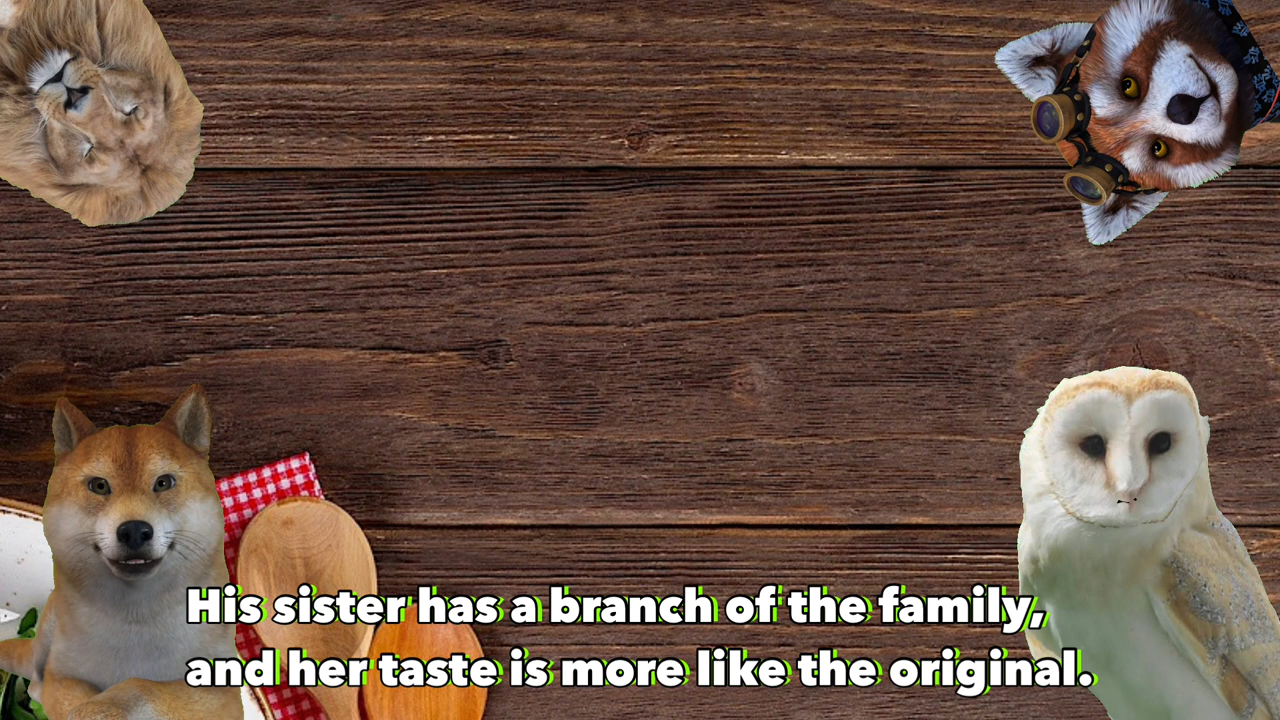 His sister has a branch of the family,
and her taste is more like the original.